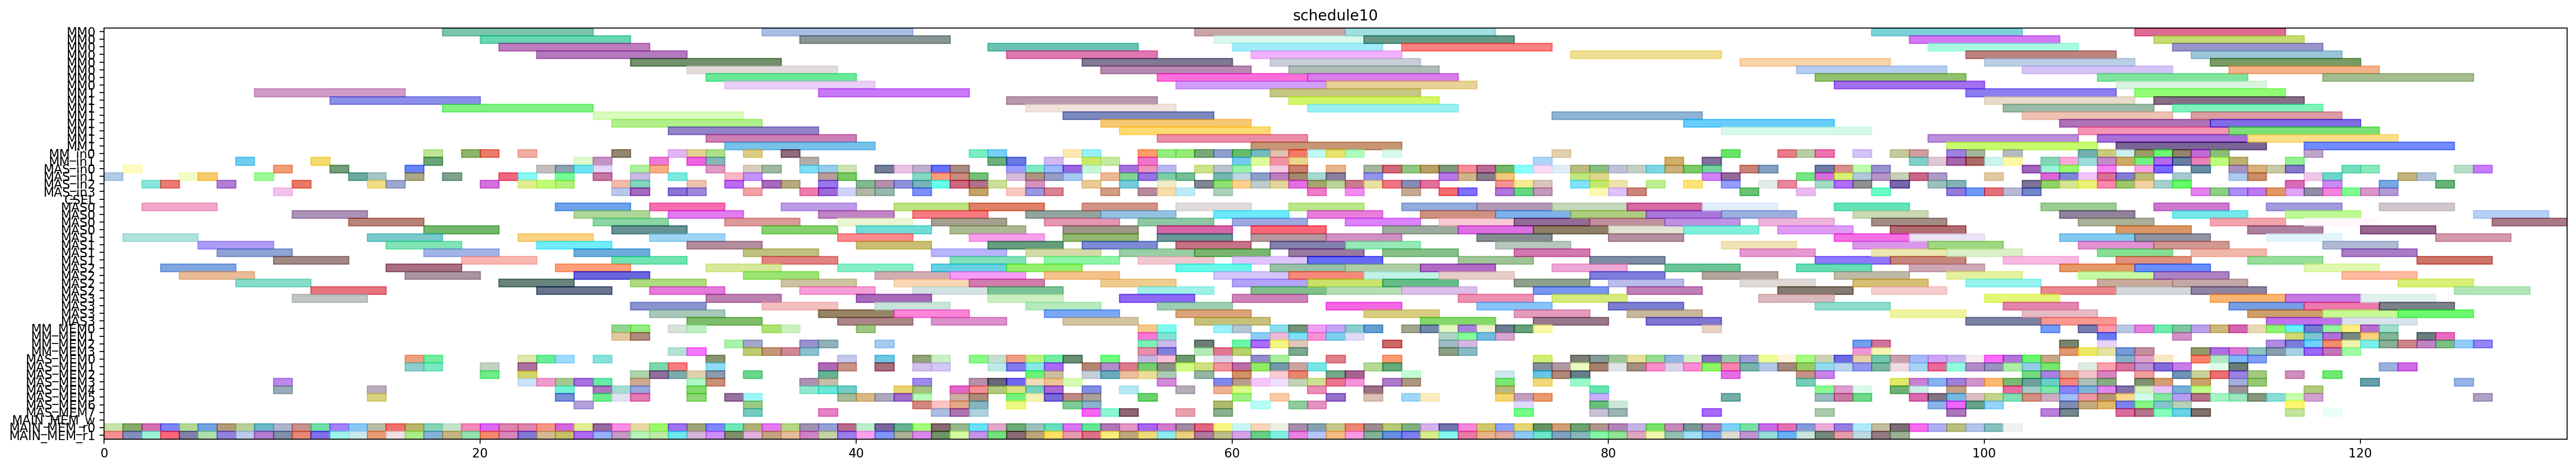 schedule10
MM0
MM0
MM0
MM0
MM0
MM0
MM0
MM0
MM1
MM1
MM1
MM1
MM1
MM1
MM1
MM1
MM_in0
MM_in1
MAS_in0
MAS_in1
MAS_in2
MAS_in3
CSEL
MAS0
MAS0
MAS0
MAS0
MAS1
MAS1
MAS1
MAS1
MAS2
MAS2
MAS2
MAS2
MAS3
MAS3
MAS3
MAS3
MM_MEM0
MM_MEM1
MM_MEM2
MM_MEM3
MAS_MEM0
MAS_MEM1
MAS_MEM2
MAS_MEM3
MAS_MEM4
MAS_MEM5
MAS_MEM6
MAS_MEM7
MAIN_MEM_w
MAIN_MEM_r0
MAIN_MEM_r1
0 20 40 60 80 100 120